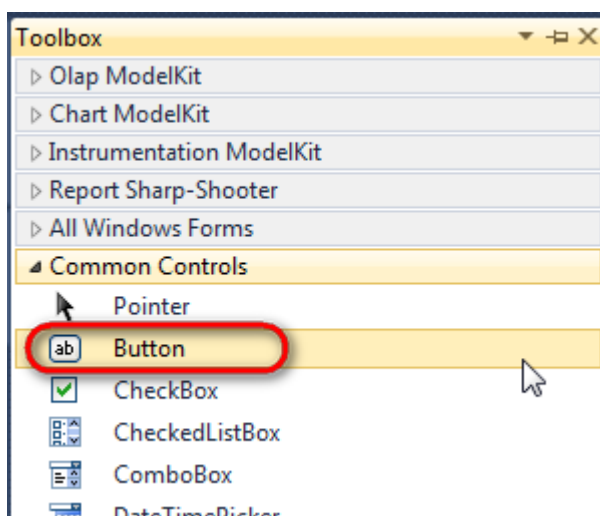 Toolbox
Olap ModelKit
Chart ModelKit
Instrumentation ModelKit
Report Sharp-Shooter
All Windows Forms
Common Controls
Pointer
ab Button
CheckBox
CheckedListBox
ComboBox
DateTimePicker